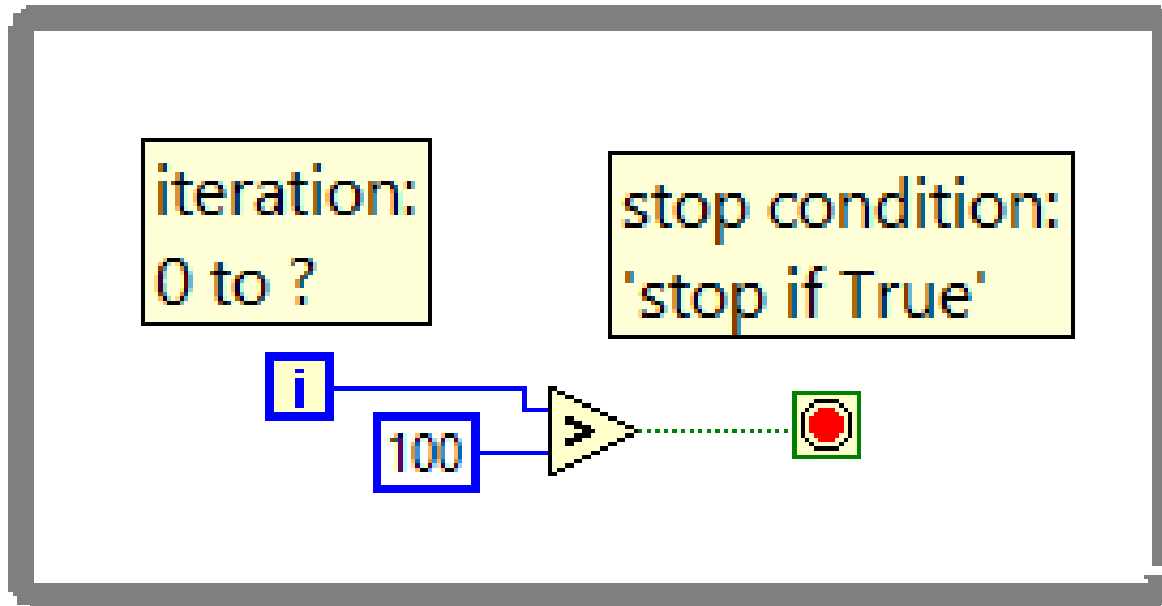 iteration:
0 to ?
stop condition:
'stop if True'
i
100
>